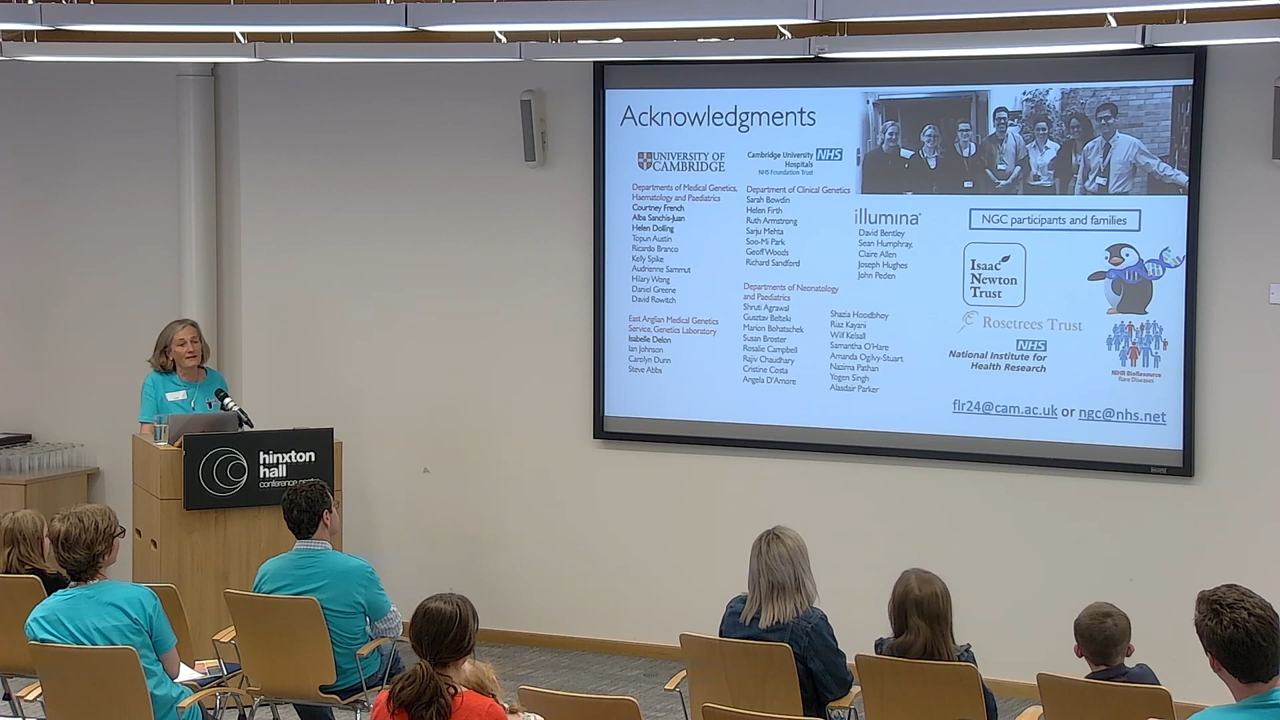 Acknowledgments
UNIVERSITY OF
CAMBRIDGE
Departments of Medical Genetics,
Haematology and Paediatrics
Courtney French
Alba Sanchis-Juan
Helen Dolling
Topun Austin
Ricardo Branco
Kelly Spike
Audrienne Sammut
Hilary Wong
Daniel Greene
David Rowitch
East Anglian Medical Genetics
Service, Genetics Laboratory
Isabelle Delon
Ian Johnson
Carolyn Dunn
Steve Abbs
Cambridge University NHS
Hospitals
NHS Foundation Trust
Department of Clinical Genetics
Sarah Bowdin
Helen Firth
Ruth Armstrong
Sarju Mehta
Soo-Mi Park
Geoff Woods
Richard Sandford
Departments of Neonatology
and Paediatrics
Shruti Agrawal
Gusztav Belteki
Marion Bohatschek
Susan Broster
Rosalie Campbell
Rajiv Chaudhary
Cristine Costa
Angela D'Amore
Shazia Hoodbhoy
Riaz Kayani
Wilf Kelsall
Samantha O'Hare
Amanda Ogilvy-Stuart
Nazima Pathan
Yogen Singh
Alasdair Parker
illumina
David Bentley
Sean Humphray,
Claire Allen
Joseph Hughes
John Peden
NGC participants and families
Isaac
Newton
Trust
Rosetrees Trust
NHS
National Institute for
Health Research
NIHR BioResource
Rare Diseases
flr24@cam.ac.uk or ngc@nhs.net
hinxton
hall